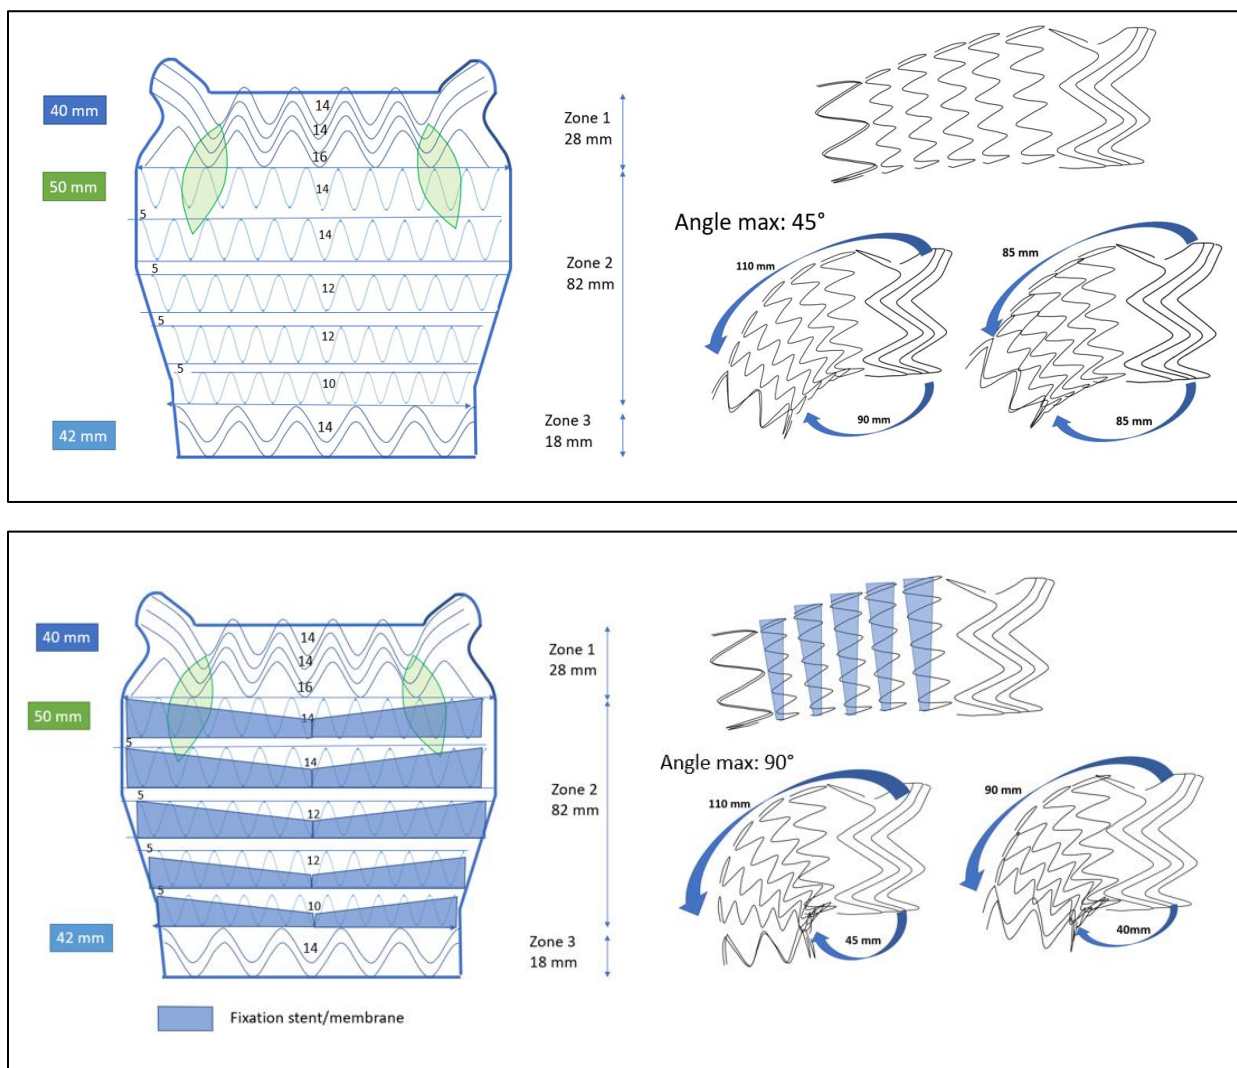 40 mm
50 mm
42 mm
14
14
16
14
5
14
5
12
5
12
5
10
14
Zone 1
28 mm
Zone 2
82 mm
Zone 3
18 mm
Angle max: 45°
110 mm
90 mm
85 mm
85 mm
40 mm
50 mm
42 mm
14
14
16
14
5
14
5
12
5
12
5
10
14
Zone 1
28 mm
Zone 2
82 mm
Zone 3
18 mm
Fixation stent/membrane
Angle max: 90°
110 mm
45 mm
90 mm
40mm